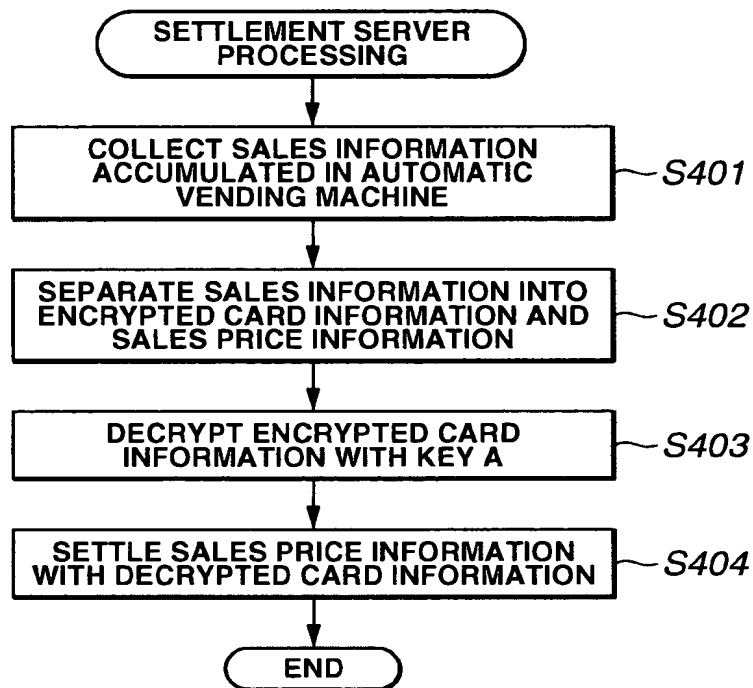 SETTLEMENT SERVER
PROCESSING
COLLECT SALES INFORMATION
ACCUMULATED IN AUTOMATIC
VENDING MACHINE
S401
SEPARATE SALES INFORMATION INTO
ENCRYPTED CARD INFORMATION AND
SALES PRICE INFORMATION
S402
DECRYPT ENCRYPTED CARD
INFORMATION WITH KEY A
S403
SETTLE SALES PRICE INFORMATION
WITH DECRYPTED CARD INFORMATION
S404
END